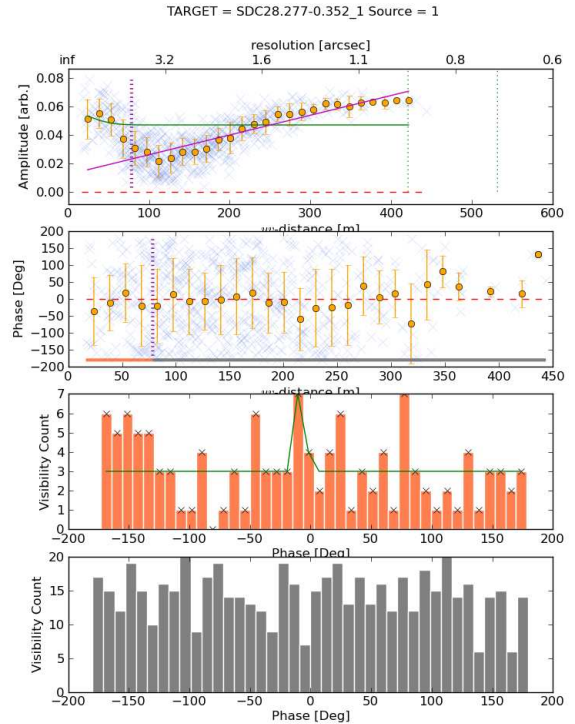 TARGET = SDC28.277-0.352_1 Source = 1
resolution [arcsec]
inf 3.2 1.6 1.1 0.8 0.6
0.08
0.06
0.04
0.02
0.00
Amplitude [arb.]
0 100 200 300 400 500 600
uv-distance [m]
200
150
100
50
0
−50
−100
−150
−200
Phase [Deg]
0 50 100 150 200 250 300 350 400 450
uv-distance [m]
7
6
5
4
3
2
1
0
Visibility Count
−200 −150 −100 −50 0 50 100 150 200
Phase [Deg]
20
15
10
5
0
Visibility Count
−200 −150 −100 −50 0 50 100 150 200
Phase [Deg]